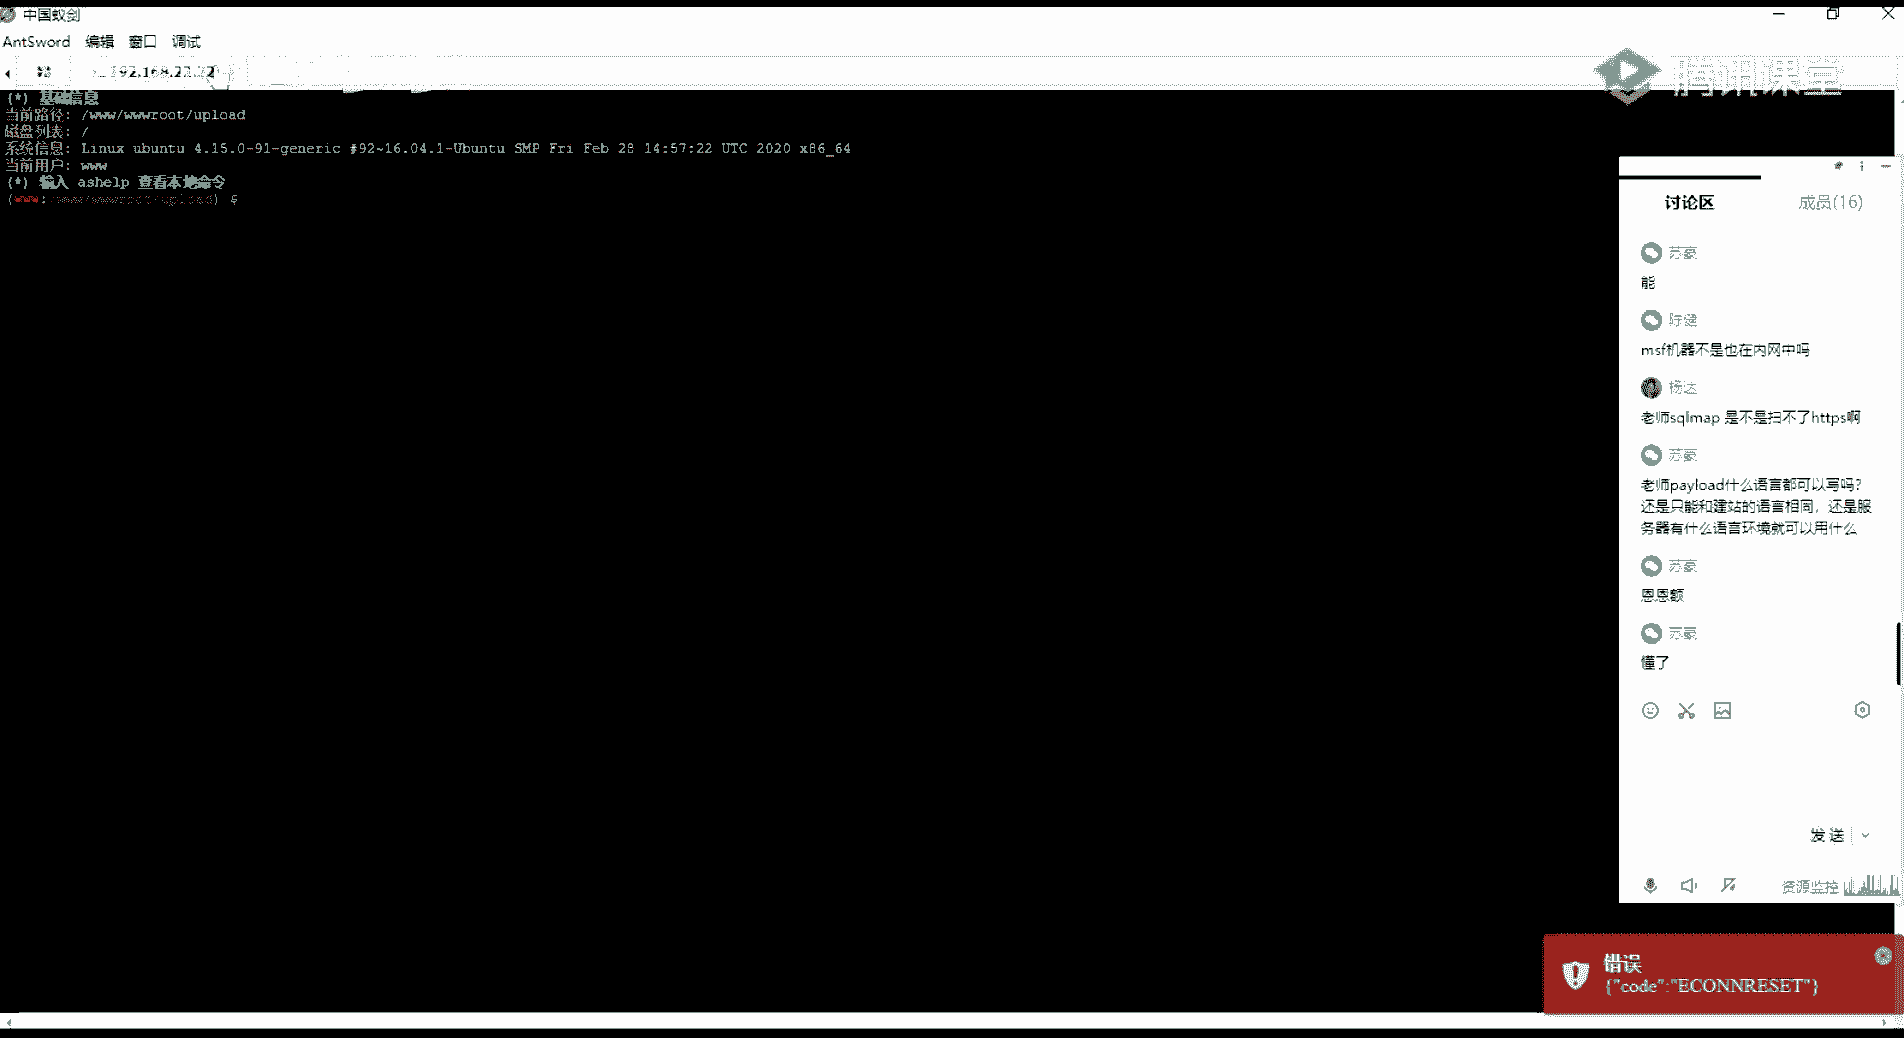 中国蚁剑
AntSword 编辑 窗口 调试
192.168.22.22
(*) 基础信息
当前路径: /www/wwwroot/upload
磁盘列表: /
系统信息: Linux ubuntu 4.15.0-91-generic #92~16.04.1-Ubuntu SMP Fri Feb 28 14:57:22 UTC 2020 x86_64
当前用户: www
(*) 输入 ashelp 查看本地命令
(www:/www/wwwroot/upload) $
腾讯课堂
讨论区 成员(16)
苏豪
能
陈健
msf机器不是也在内网中吗
杨达
老师sqlmap 是不是扫不了https啊
苏豪
老师payload什么语言都可以写吗?
还是只能和建站的语言相同，还是服
务器有什么语言环境就可以用什么
苏豪
恩恩额
苏豪
懂了
发送
资源监控
错误
{"code":"ECONNRESET"}